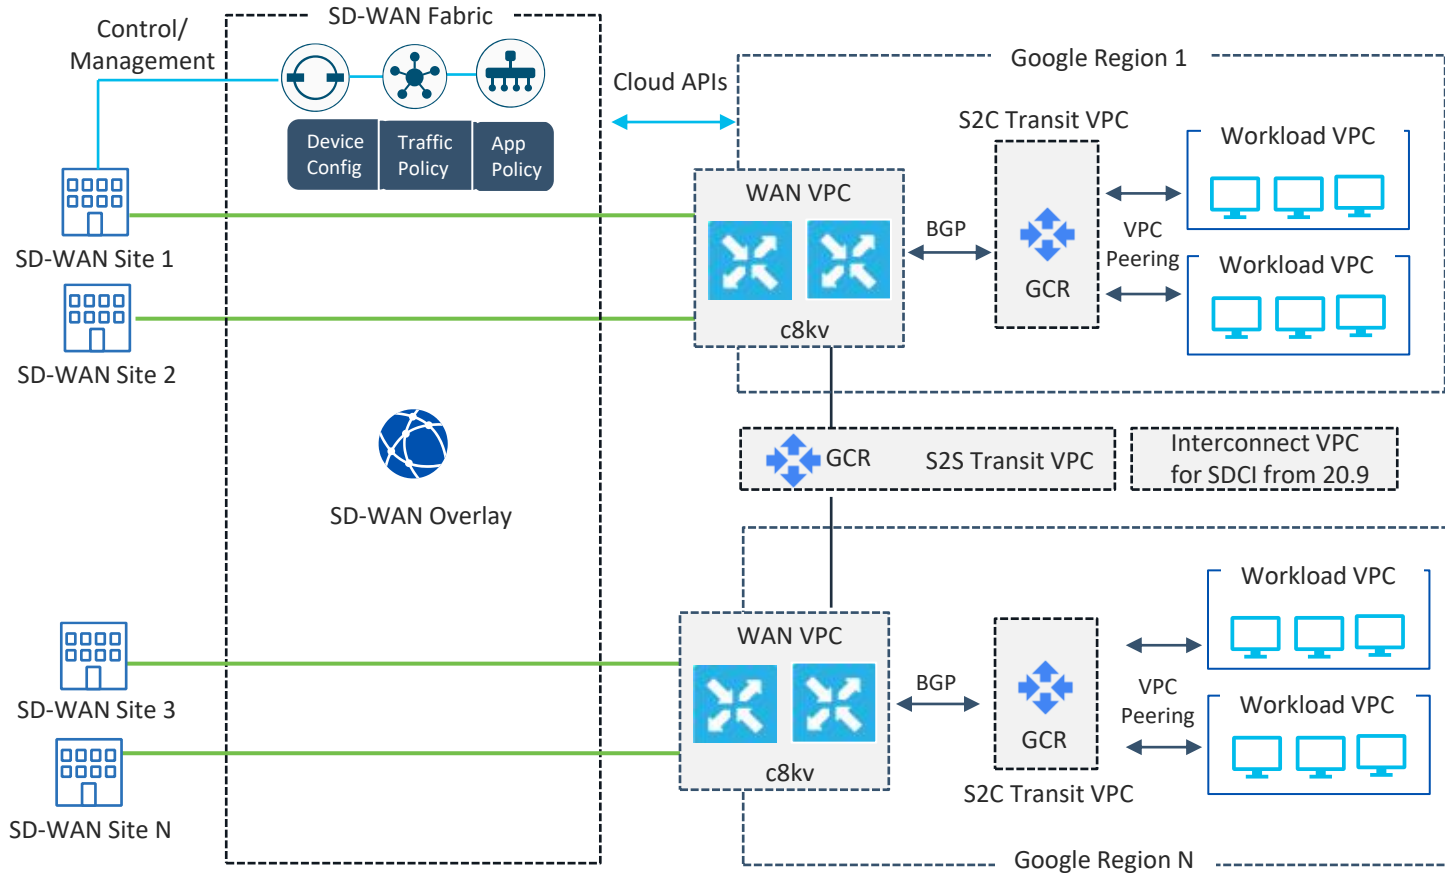 SD-WAN Fabric
Control/
Management
Device
Config
Traffic
Policy
App
Policy
Cloud APIs
Google Region 1
S2C Transit VPC
Workload VPC
WAN VPC
BGP
VPC
Peering
GCR
Workload VPC
c8kv
SD-WAN Site 1
SD-WAN Site 2
SD-WAN Overlay
GCR
S2S Transit VPC
Interconnect VPC
for SDCI from 20.9
Workload VPC
WAN VPC
BGP
VPC
Peering
GCR
Workload VPC
c8kv
S2C Transit VPC
SD-WAN Site 3
SD-WAN Site N
Google Region N